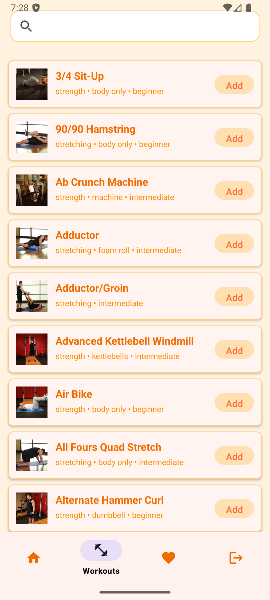 7:28
3/4 Sit-Up
strength • body only • beginner
Add
90/90 Hamstring
stretching • body only • beginner
Add
Ab Crunch Machine
strength • machine • intermediate
Add
Adductor
stretching • foam roll • intermediate
Add
Adductor/Groin
stretching • intermediate
Add
Advanced Kettlebell Windmill
strength • kettlebells • intermediate
Add
Air Bike
strength • body only • beginner
Add
All Fours Quad Stretch
stretching • body only • intermediate
Add
Alternate Hammer Curl
strength • dumbbell • beginner
Add
Workouts